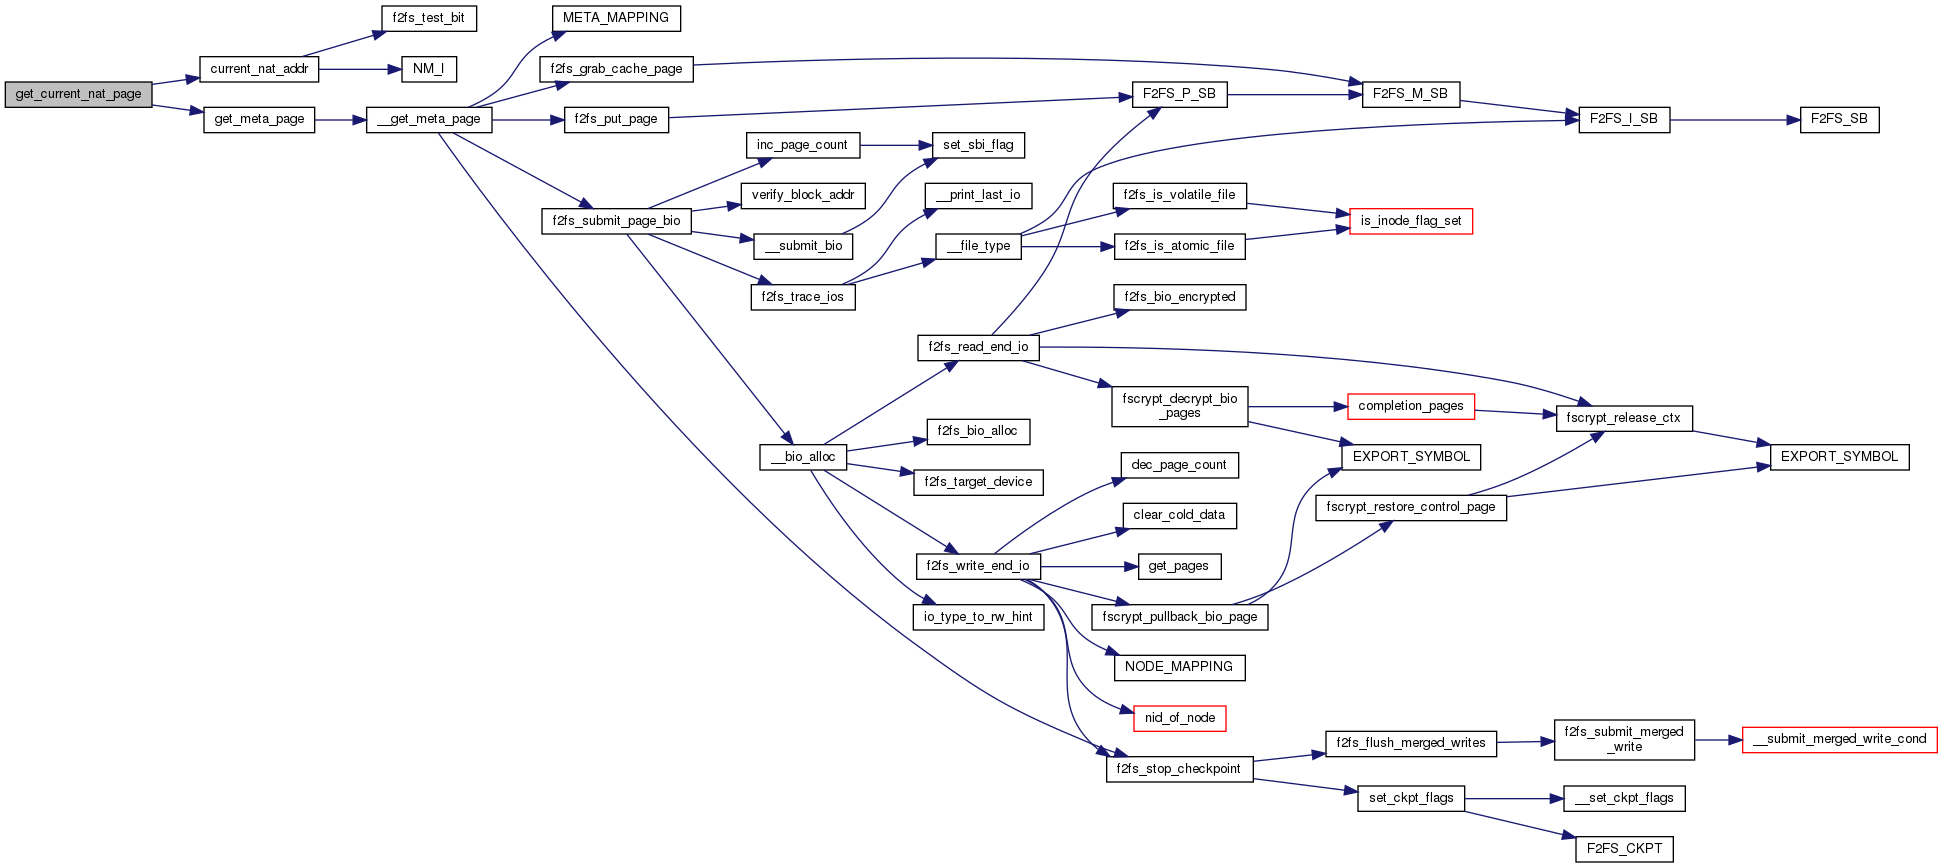 get_current_nat_page
current_nat_addr
get_meta_page
f2fs_test_bit
NM_I
__get_meta_page
META_MAPPING
f2fs_grab_cache_page
f2fs_put_page
f2fs_submit_page_bio
inc_page_count
verify_block_addr
__submit_bio
f2fs_trace_ios
__bio_alloc
set_sbi_flag
__print_last_io
__file_type
f2fs_read_end_io
f2fs_bio_alloc
f2fs_target_device
f2fs_write_end_io
io_type_to_rw_hint
F2FS_P_SB
f2fs_is_volatile_file
f2fs_is_atomic_file
f2fs_bio_encrypted
fscrypt_decrypt_bio
_pages
dec_page_count
clear_cold_data
get_pages
fscrypt_pullback_bio_page
NODE_MAPPING
nid_of_node
f2fs_stop_checkpoint
F2FS_M_SB
is_inode_flag_set
completion_pages
EXPORT_SYMBOL
fscrypt_restore_control_page
f2fs_flush_merged_writes
set_ckpt_flags
F2FS_I_SB
fscrypt_release_ctx
f2fs_submit_merged
_write
__set_ckpt_flags
F2FS_CKPT
F2FS_SB
EXPORT_SYMBOL
__submit_merged_write_cond